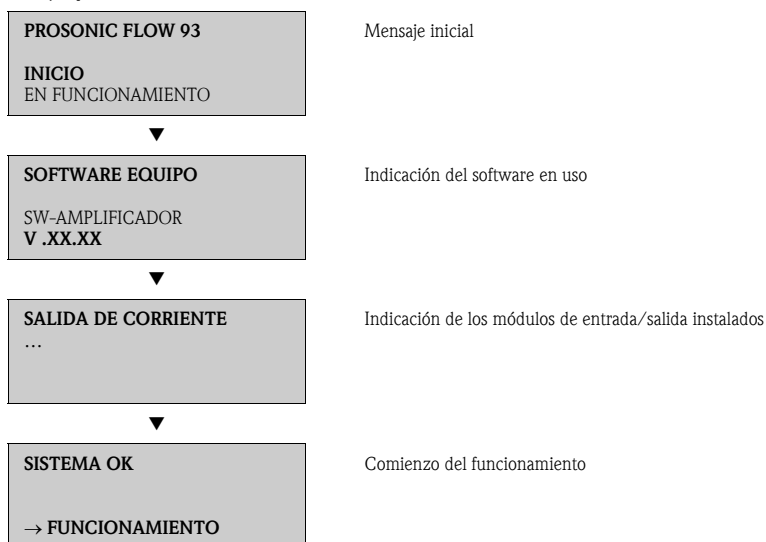 PROSONIC FLOW 93
Mensaje inicial
INICIO
EN FUNCIONAMIENTO
▼
SOFTWARE EQUIPO
Indicación del software en uso
SW-AMPLIFICADOR
V .XX.XX
▼
SALIDA DE CORRIENTE
Indicación de los módulos de entrada/salida instalados
…
▼
SISTEMA OK
Comienzo del funcionamiento
→ FUNCIONAMIENTO